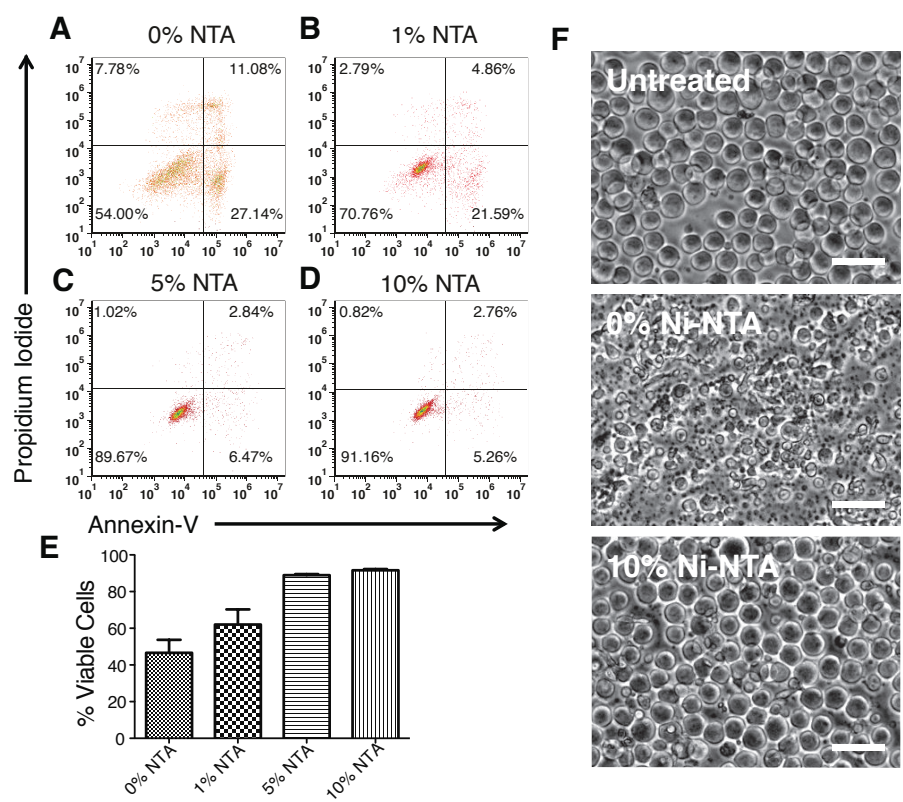 A
0% NTA
10⁷
10⁶
10⁵
10⁴
10³
10²
10¹
7.78%
11.08%
54.00%
27.14%
10¹ 10² 10³ 10⁴ 10⁵ 10⁶ 10⁷
B
1% NTA
10⁷
10⁶
10⁵
10⁴
10³
10²
10¹
2.79%
4.86%
70.76%
21.59%
10¹ 10² 10³ 10⁴ 10⁵ 10⁶ 10⁷
C
5% NTA
10⁷
10⁶
10⁵
10⁴
10³
10²
10¹
1.02%
2.84%
89.67%
6.47%
10¹ 10² 10³ 10⁴ 10⁵ 10⁶ 10⁷
D
10% NTA
10⁷
10⁶
10⁵
10⁴
10³
10²
10¹
0.82%
2.76%
91.16%
5.26%
10¹ 10² 10³ 10⁴ 10⁵ 10⁶ 10⁷
Propidium Iodide
Annexin-V
E
% Viable Cells
100
80
60
40
20
0
0% NTA
1% NTA
5% NTA
10% NTA
F
Untreated
0% Ni-NTA
10% Ni-NTA